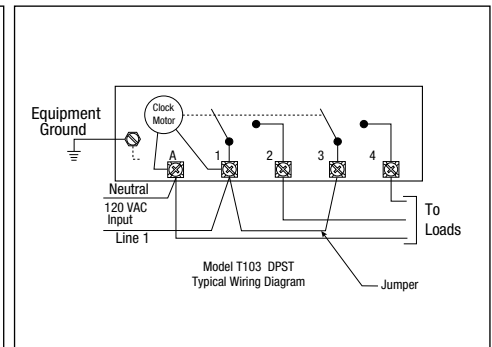 Equipment
Ground
Clock
Motor
A 1 2 3 4
Neutral
120 VAC
Input
Line 1
To
Loads
Model T103 DPST
Typical Wiring Diagram
Jumper